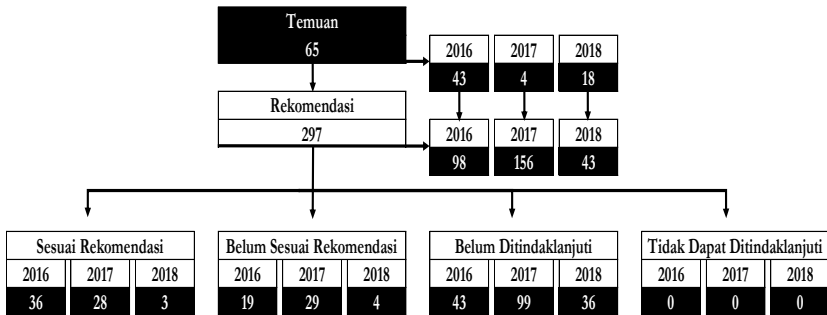 Temuan
65
2016 2017 2018
43 4 18
Rekomendasi
297
2016 2017 2018
98 156 43
Sesuai Rekomendasi
2016 2017 2018
36 28 3
Belum Sesuai Rekomendasi
2016 2017 2018
19 29 4
Belum Ditindaklanjuti
2016 2017 2018
43 99 36
Tidak Dapat Ditindaklanjuti
2016 2017 2018
0 0 0